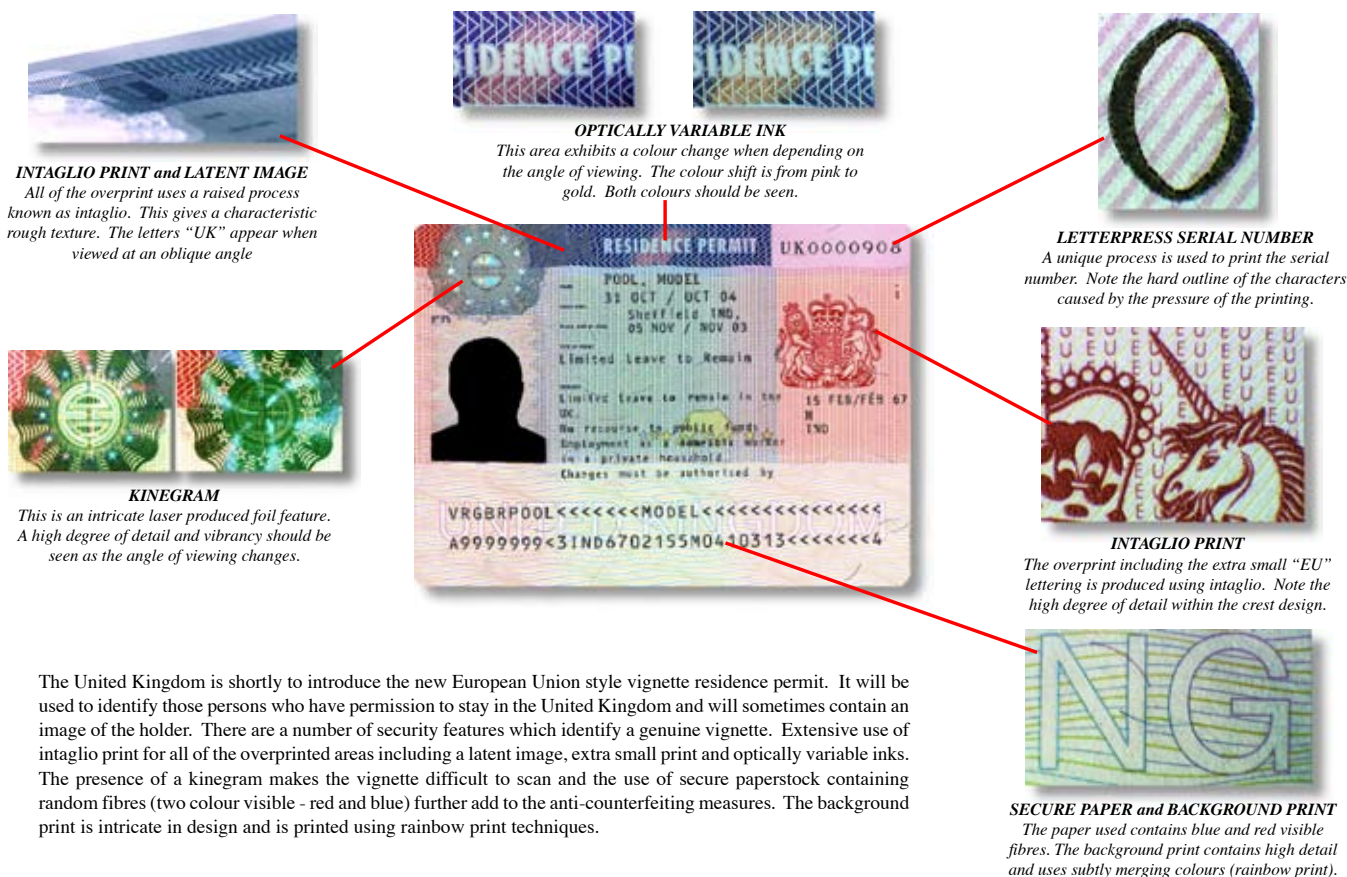 SIDENCE PE
SIDENCE PE
OPTICALLY VARIABLE INK
This area exhibits a colour change when depending on
the angle of viewing. The colour shift is from pink to
gold. Both colours should be seen.
INTAGLIO PRINT and LATENT IMAGE
All of the overprint uses a raised process
known as intaglio. This gives a characteristic
rough texture. The letters “UK” appear when
viewed at an oblique angle
LETTERPRESS SERIAL NUMBER
A unique process is used to print the serial
number. Note the hard outline of the characters
caused by the pressure of the printing.
RESIDENCE PERMIT UK0000908
POOL, MODEL
31 OCT / OCT 04
Sheffield IND,
05 NOV / NOV 03
Limited Leave to Remain
Limited leave to remain in the
UK.
No recourse to public funds
Employment as a domestic worker
in a private household.
Changes must be authorised by
15 FEB/FÉB 67
M
IND
UNITED KINGDOM
VRGBRPOOL<<<<<<<MODEL<<<<<<<<<<<<<<<
A9999999<3IND6702155M0410313<<<<<<<4
KINEGRAM
This is an intricate laser produced foil feature.
A high degree of detail and vibrancy should be
seen as the angle of viewing changes.
INTAGLIO PRINT
The overprint including the extra small “EU”
lettering is produced using intaglio. Note the
high degree of detail within the crest design.
NG
SECURE PAPER and BACKGROUND PRINT
The paper used contains blue and red visible
fibres. The background print contains high detail
and uses subtly merging colours (rainbow print).
The United Kingdom is shortly to introduce the new European Union style vignette residence permit. It will be
used to identify those persons who have permission to stay in the United Kingdom and will sometimes contain an
image of the holder. There are a number of security features which identify a genuine vignette. Extensive use of
intaglio print for all of the overprinted areas including a latent image, extra small print and optically variable inks.
The presence of a kinegram makes the vignette difficult to scan and the use of secure paperstock containing
random fibres (two colour visible - red and blue) further add to the anti-counterfeiting measures. The background
print is intricate in design and is printed using rainbow print techniques.